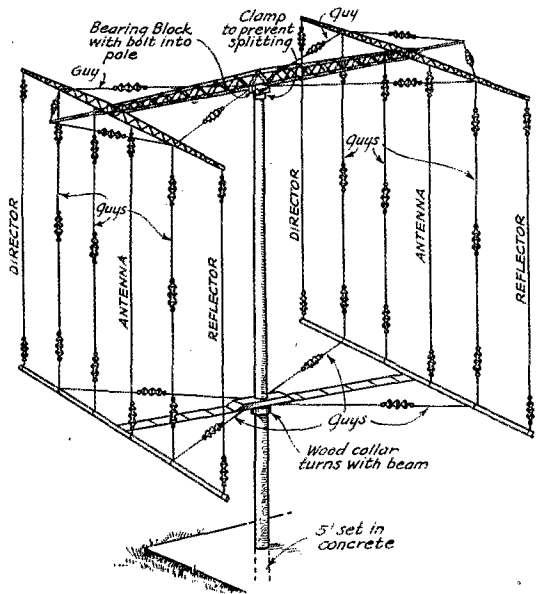 Bearing Block
with bolt into
pole
Clamp
to prevent
splitting
Guy
Guy
Guys
Guys
DIRECTOR
ANTENNA
REFLECTOR
DIRECTOR
ANTENNA
REFLECTOR
Guys
Wood collar
turns with beam
5' set in
concrete